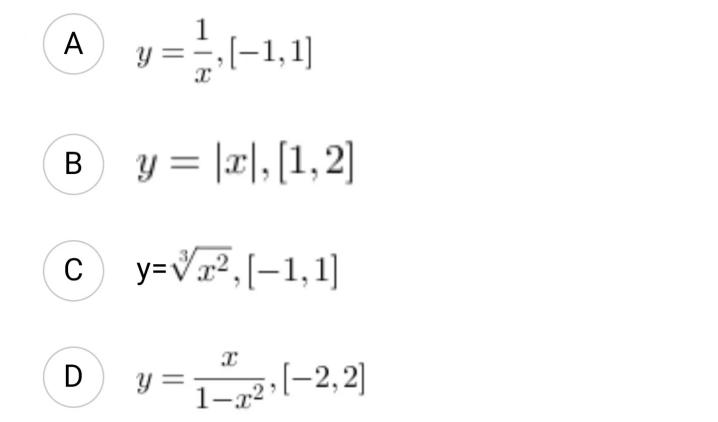 A y = 1/x, [−1, 1]
B y = |x|, [1, 2]
C y=∛x², [−1, 1]
D y = x/(1−x²), [−2, 2]